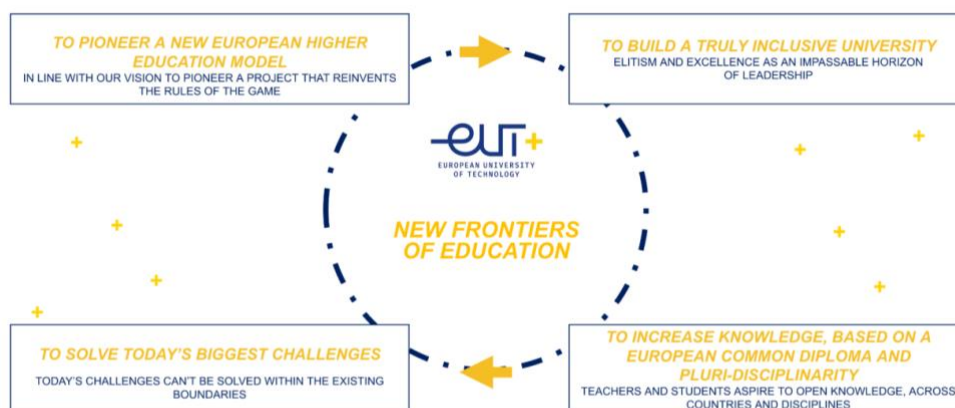 TO PIONEER A NEW EUROPEAN HIGHER
EDUCATION MODEL
IN LINE WITH OUR VISION TO PIONEER A PROJECT THAT REINVENTS
THE RULES OF THE GAME
TO BUILD A TRULY INCLUSIVE UNIVERSITY
ELITISM AND EXCELLENCE AS AN IMPASSABLE HORIZON
OF LEADERSHIP
EUT+
EUROPEAN UNIVERSITY
OF TECHNOLOGY
NEW FRONTIERS
OF EDUCATION
TO SOLVE TODAY'S BIGGEST CHALLENGES
TODAY'S CHALLENGES CAN'T BE SOLVED WITHIN THE EXISTING
BOUNDARIES
TO INCREASE KNOWLEDGE, BASED ON A
EUROPEAN COMMON DIPLOMA AND
PLURI-DISCIPLINARITY
TEACHERS AND STUDENTS ASPIRE TO OPEN KNOWLEDGE, ACROSS
COUNTRIES AND DISCIPLINES